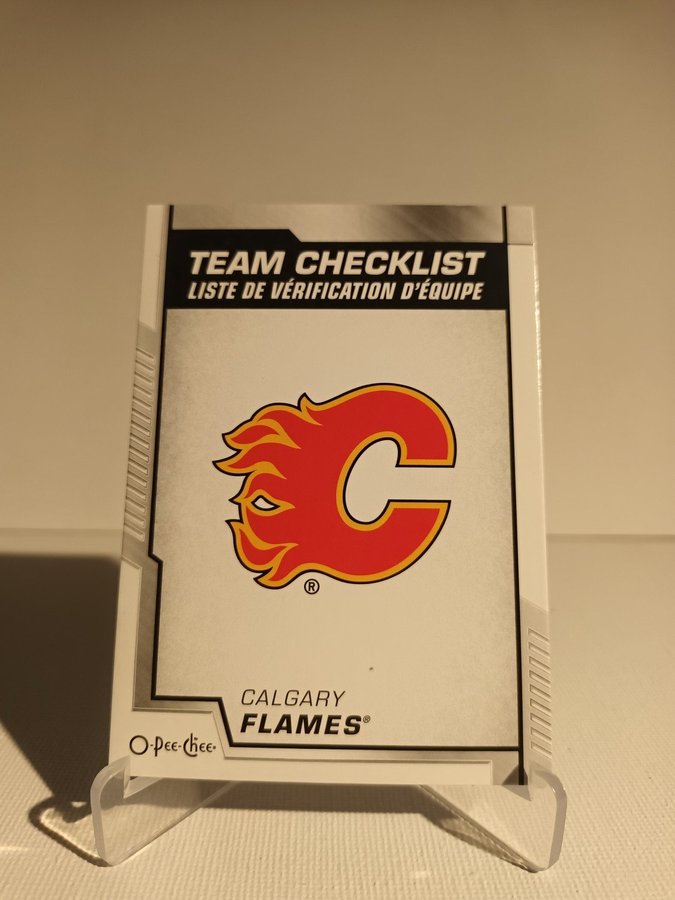 TEAM CHECKLIST
LISTE DE VÉRIFICATION D'ÉQUIPE
C
®
CALGARY
FLAMES®
O-Pee-Chee